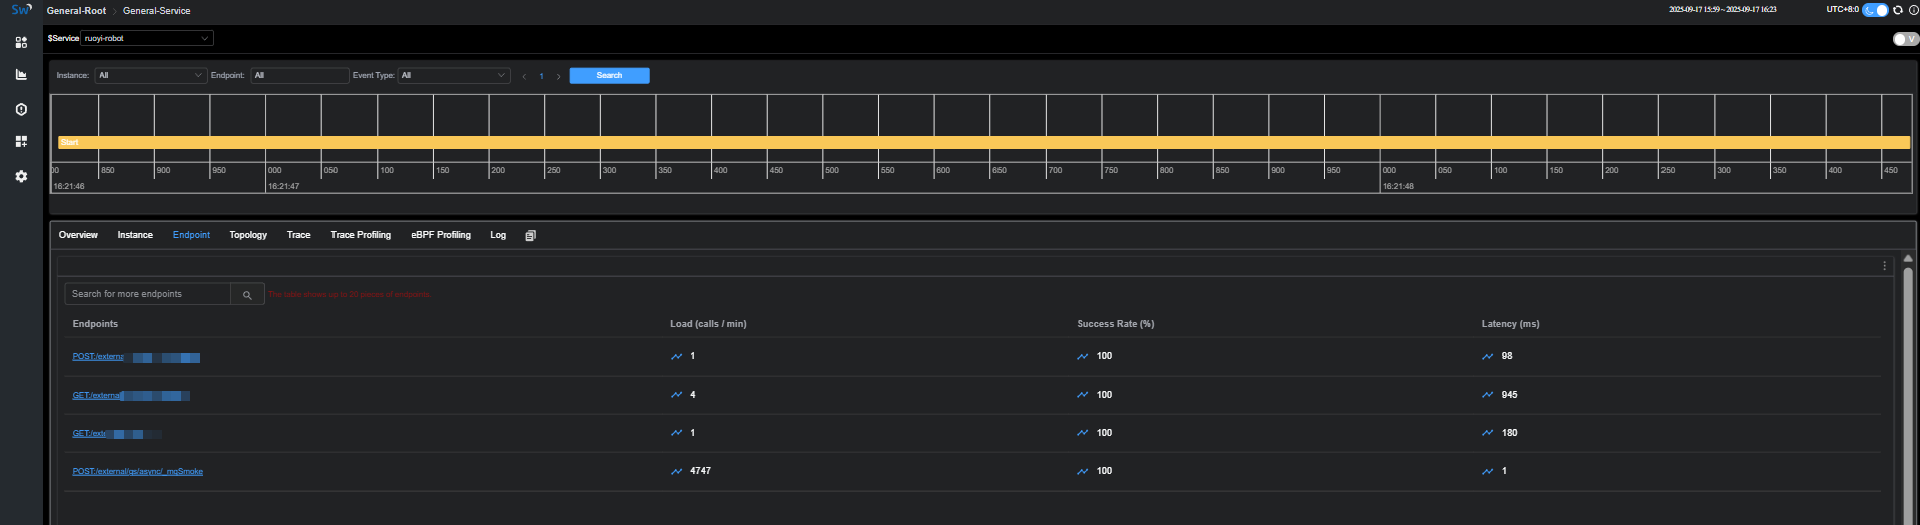 Sw
General-Root > General-Service
2025-09-17 15:59 ~ 2025-09-17 16:23
UTC+8:0
$Service ruoyi-robot
V
Instance: All Endpoint: All Event Type: All < 1 > Search
Start
00 850 900 950 000 050 100 150 200 250 300 350 400 450 500 550 600 650 700 750 800 850 900 950 000 050 100 150 200 250 300 350 400 450
16:21:46 16:21:47 16:21:48
Overview Instance Endpoint Topology Trace Trace Profiling eBPF Profiling Log
Search for more endpoints
Endpoints Load (calls / min) Success Rate (%) Latency (ms)
POST:/externa 1 100 98
GET:/external 4 100 945
GET:/exte 1 100 180
POST:/external/qs/async/_mqSmoke 4747 100 1